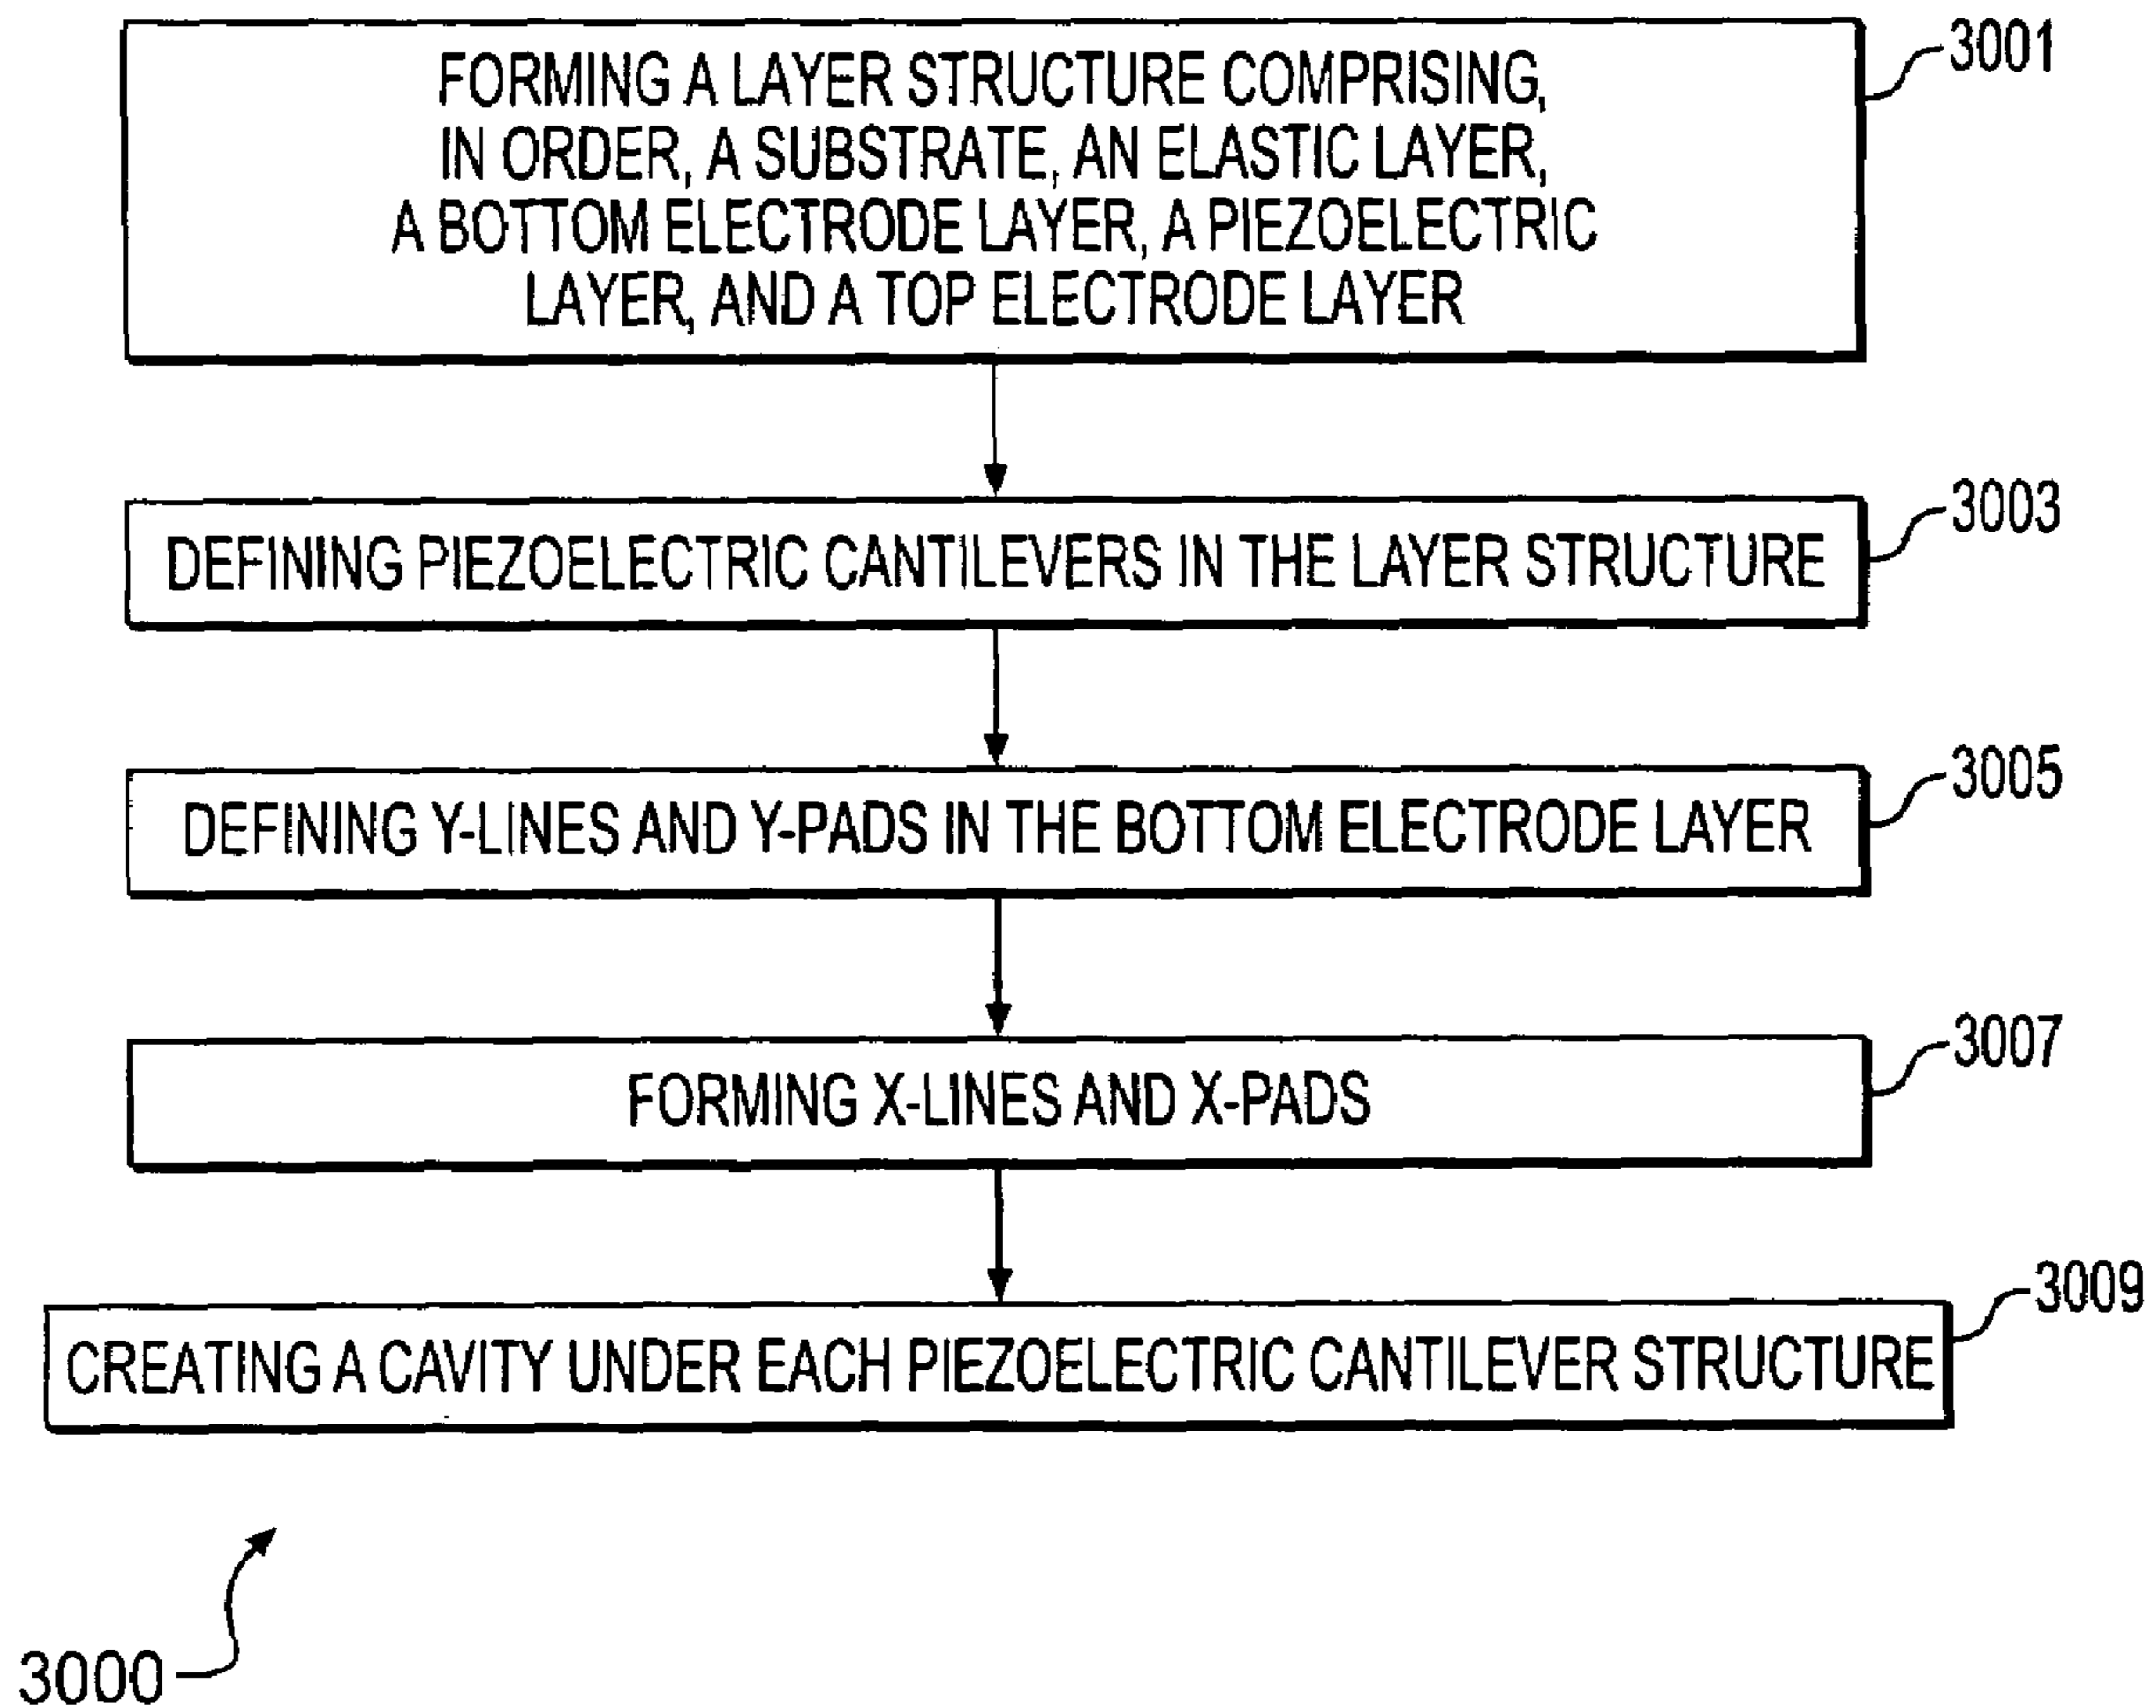 FORMING A LAYER STRUCTURE COMPRISING,
IN ORDER, A SUBSTRATE, AN ELASTIC LAYER,
A BOTTOM ELECTRODE LAYER, A PIEZOELECTRIC
LAYER, AND A TOP ELECTRODE LAYER
3001
DEFINING PIEZOELECTRIC CANTILEVERS IN THE LAYER STRUCTURE
3003
DEFINING Y-LINES AND Y-PADS IN THE BOTTOM ELECTRODE LAYER
3005
FORMING X-LINES AND X-PADS
3007
CREATING A CAVITY UNDER EACH PIEZOELECTRIC CANTILEVER STRUCTURE
3009
3000